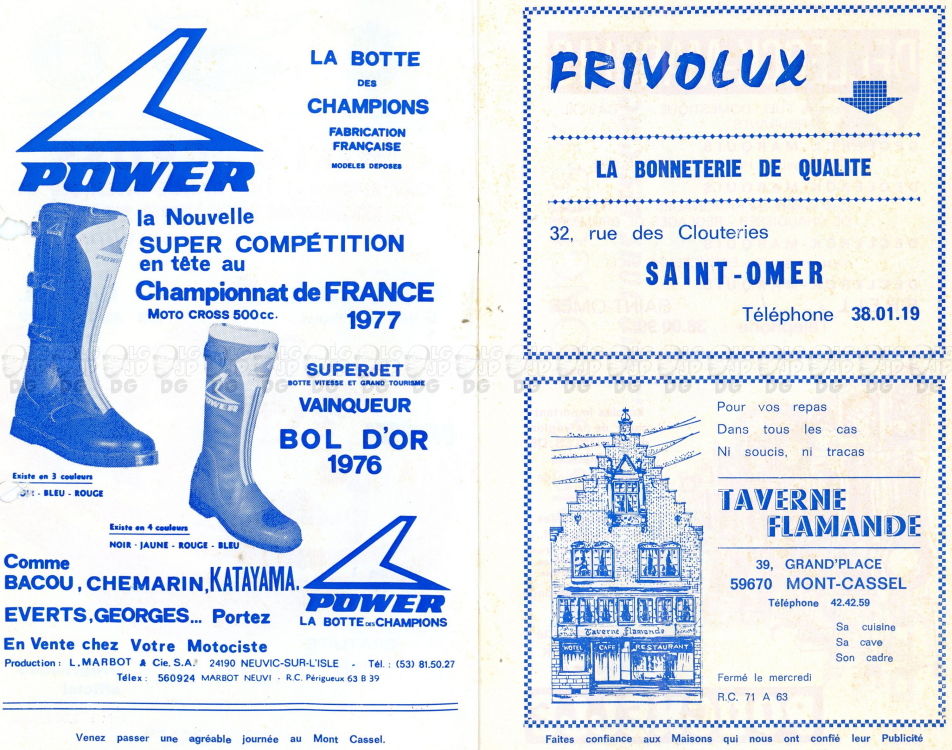 LA BOTTE
DES
CHAMPIONS
FABRICATION
FRANÇAISE
MODELES DEPOSES
POWER
la Nouvelle
SUPER COMPÉTITION
en tête au
Championnat de FRANCE
MOTO CROSS 500cc. 1977
POWER
SUPERJET
BOTTE VITESSE ET GRAND TOURISME
VAINQUEUR
BOL D'OR
1976
POWER
Existe en 3 couleurs
- BLEU - ROUGE
Existe en 4 couleurs
NOIR - JAUNE - ROUGE - BLEU
Comme
BACOU, CHEMARIN, KATAYAMA.
EVERTS, GEORGES... Portez
POWER
LA BOTTE DES CHAMPIONS
En Vente chez Votre Motociste
Production : L. MARBOT & Cie. S.A. 24190 NEUVIC-SUR-L'ISLE - Tél. : (53) 81.50.27
Télex : 560924 MARBOT NEUVI - R.C. Périgueux 63 B 39
Venez passer une agréable journée au Mont Cassel.
FRIVOLUX
LA BONNETERIE DE QUALITE
32, rue des Clouteries
SAINT-OMER
Téléphone 38.01.19
Pour vos repas
Dans tous les cas
Ni soucis, ni tracas
TAVERNE
FLAMANDE
39, GRAND'PLACE
59670 MONT-CASSEL
Téléphone 42.42.59
Sa cuisine
Sa cave
Son cadre
Fermé le mercredi
R.C. 71 A 63
Taverne flamande
HOTEL CAFE RESTAURANT
Faites confiance aux Maisons qui nous ont confié leur Publicité
LG JP DG